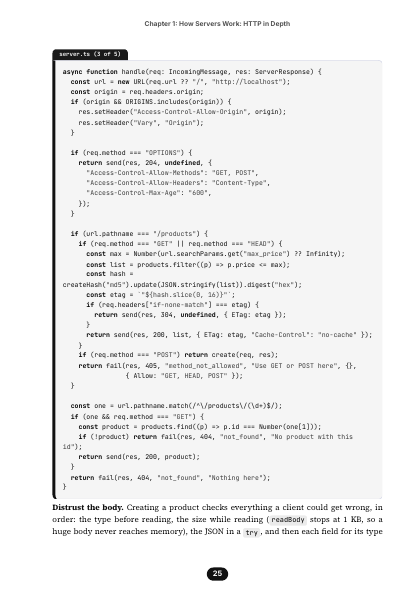 Chapter 1: How Servers Work: HTTP in Depth
server.ts (3 of 5)
async function handle(req: IncomingMessage, res: ServerResponse) {
  const url = new URL(req.url ?? "/", "http://localhost");
  const origin = req.headers.origin;
  if (origin && ORIGINS.includes(origin)) {
    res.setHeader("Access-Control-Allow-Origin", origin);
    res.setHeader("Vary", "Origin");
  }
  if (req.method === "OPTIONS") {
    return send(res, 204, undefined, {
      "Access-Control-Allow-Methods": "GET, POST",
      "Access-Control-Allow-Headers": "Content-Type",
      "Access-Control-Max-Age": "600",
    });
  }
  if (url.pathname === "/products") {
    if (req.method === "GET" || req.method === "HEAD") {
      const max = Number(url.searchParams.get("max_price") ?? Infinity);
      const list = products.filter((p) => p.price <= max);
      const hash =
createHash("md5").update(JSON.stringify(list)).digest("hex");
      const etag = `"${hash.slice(0, 16)}"`;
      if (req.headers["if-none-match"] === etag) {
        return send(res, 304, undefined, { ETag: etag });
      }
      return send(res, 200, list, { ETag: etag, "Cache-Control": "no-cache" });
    }
    if (req.method === "POST") return create(req, res);
    return fail(res, 405, "method_not_allowed", "Use GET or POST here", {},
                { Allow: "GET, HEAD, POST" });
  }
  const one = url.pathname.match(/^\/products\/(\d+)$/);
  if (one && req.method === "GET") {
    const product = products.find((p) => p.id === Number(one[1]));
    if (!product) return fail(res, 404, "not_found", "No product with this
id");
    return send(res, 200, product);
  }
  return fail(res, 404, "not_found", "Nothing here");
}
Distrust the body. Creating a product checks everything a client could get wrong, in
order: the type before reading, the size while reading (readBody stops at 1 KB, so a
huge body never reaches memory), the JSON in a try, and then each field for its type
25